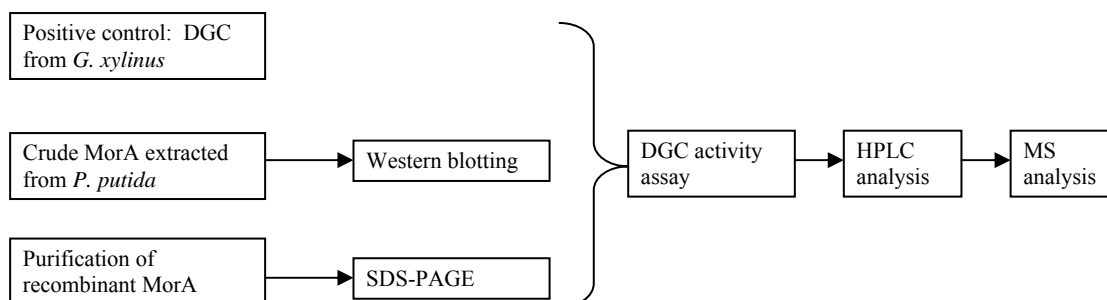 Positive control: DGC
from G. xylinus
Crude MorA extracted
from P. putida
Western blotting
Purification of
recombinant MorA
SDS-PAGE
DGC activity
assay
HPLC
analysis
MS
analysis